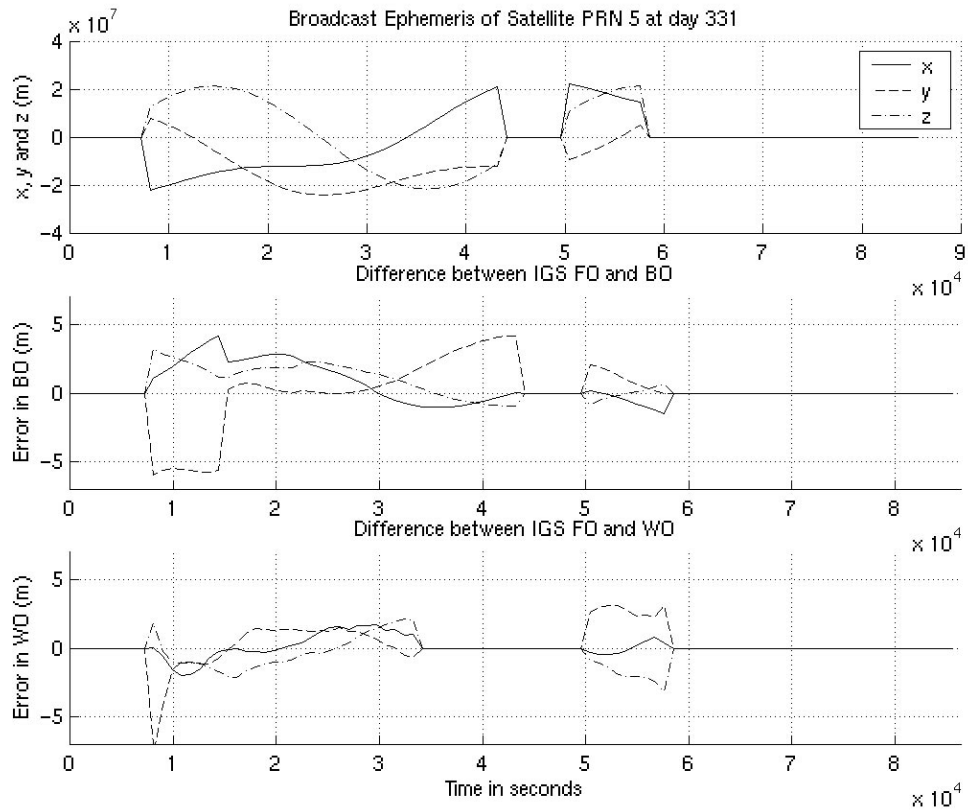 Broadcast Ephemeris of Satellite PRN 5 at day 331
x 10^7
x, y and z (m)
4
2
0
−2
−4
x
y
z
0 1 2 3 4 5 6 7 8 9
x 10^4
Difference between IGS FO and BO
Error in BO (m)
5
0
−5
0 1 2 3 4 5 6 7 8
x 10^4
Difference between IGS FO and WO
Error in WO (m)
5
0
−5
0 1 2 3 4 5 6 7 8
Time in seconds
x 10^4